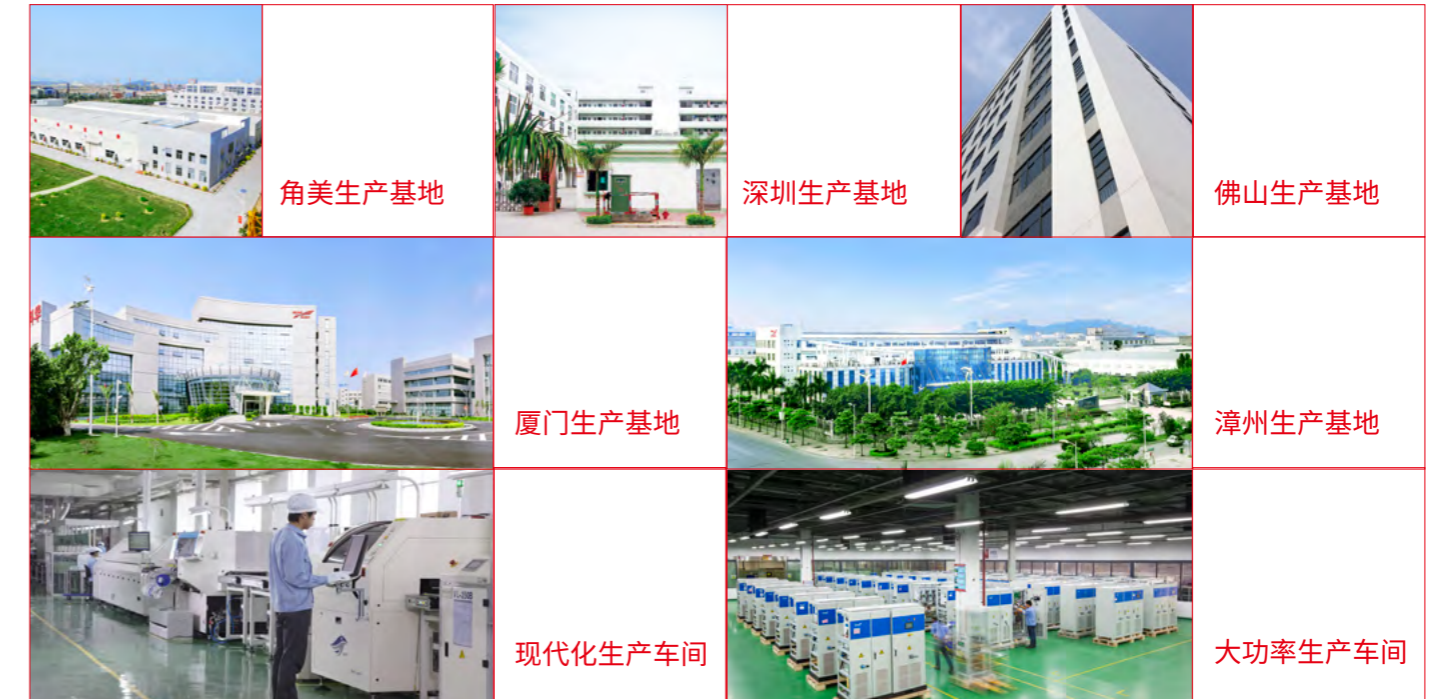 角美生产基地
深圳生产基地
佛山生产基地
厦门生产基地
漳州生产基地
现代化生产车间
大功率生产车间